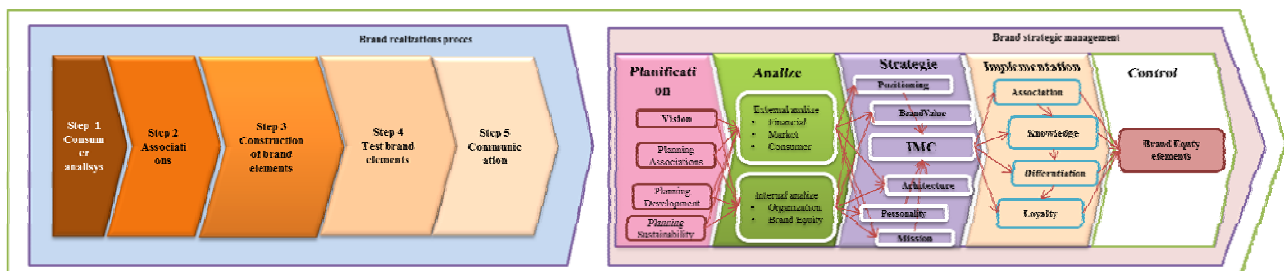 Brand realizations proces
Step 1
Consum
er
analisys
Step 2
Associati
ons
Step 3
Construction
of brand
elements
Step 4
Test brand
elements
Step 5
Communic
ation
Brand strategic management
Planificati
on
Vision
Planning
Associations
Planning
Development
Planning
Sustainability
Analize
External analize
• Financial
• Market
• Consumer
Internal analize
• Organization
• Brand Equity
Strategie
Positioning
BrandValue
IMC
Arhitecture
Personality
Mission
Implementation
Association
Knowledge
Differtiation
Loyalty
Control
Brand Equity
elements